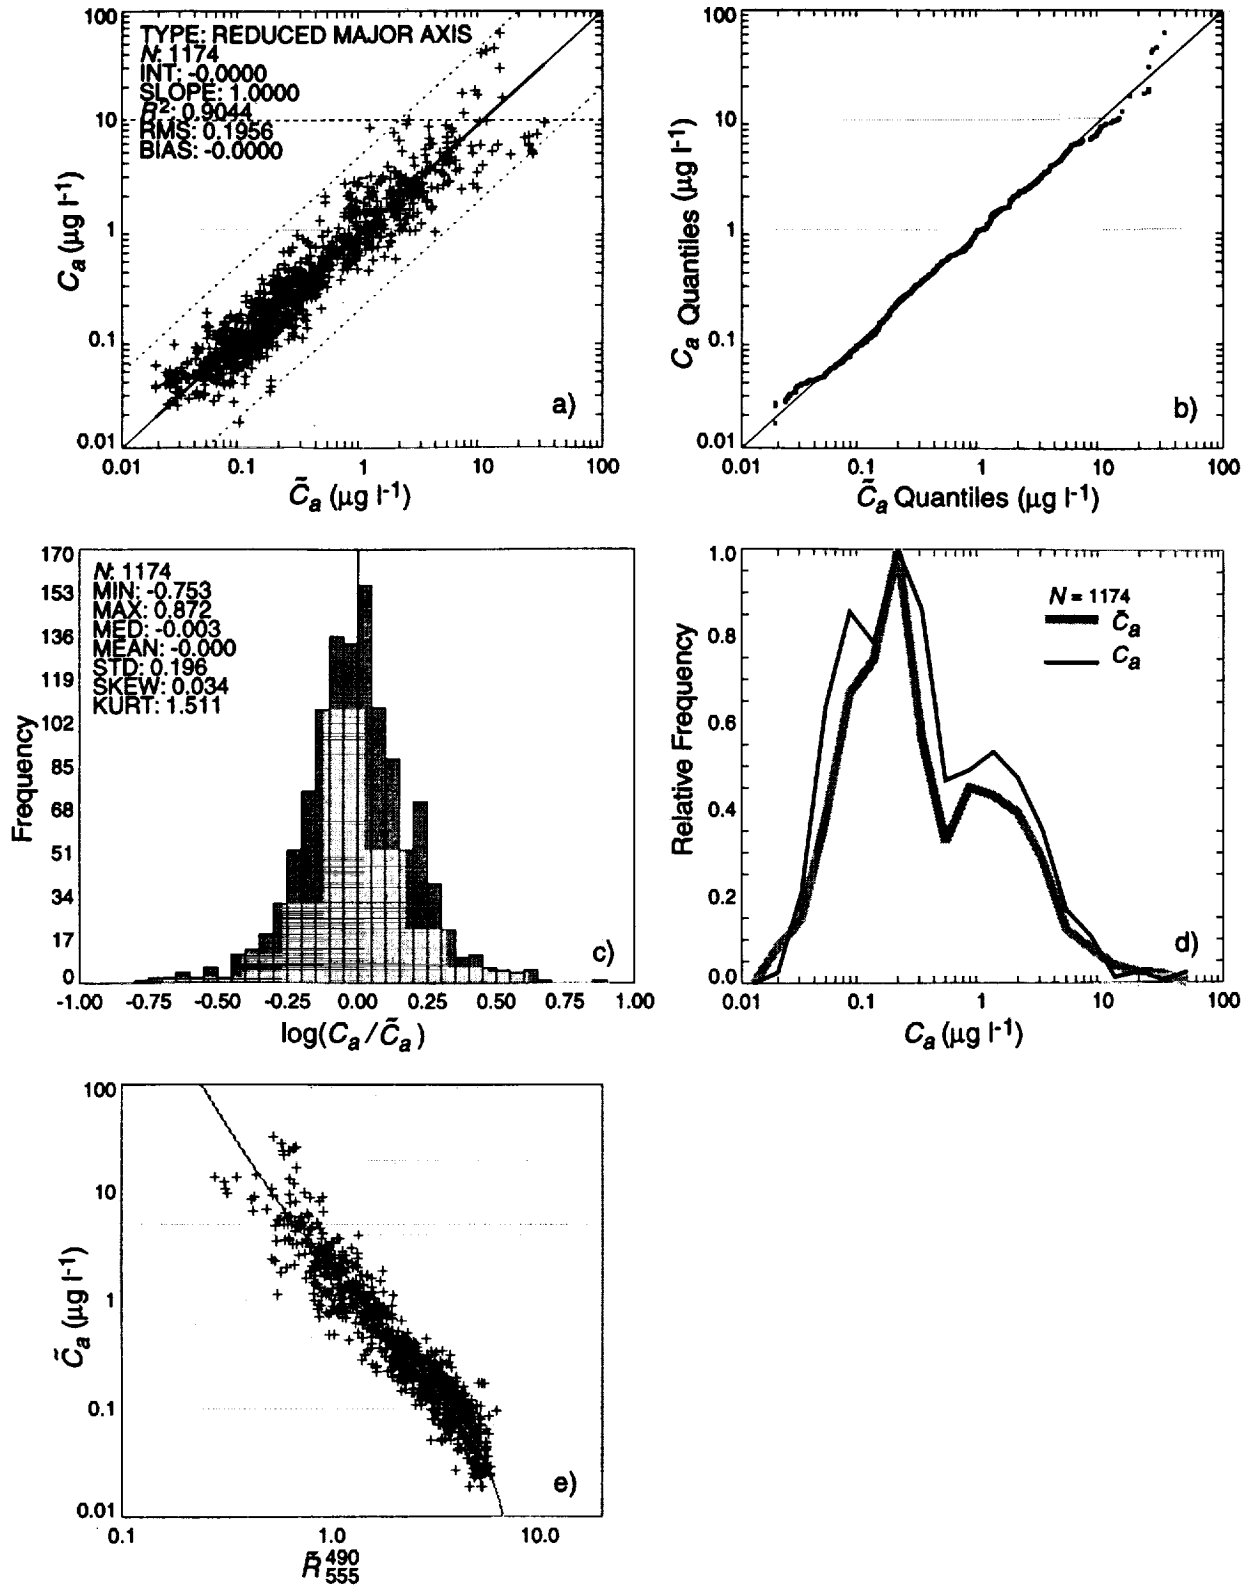 100
10
1
0.1
0.01
TYPE: REDUCED MAJOR AXIS
N: 1174
INT: -0.0000
SLOPE: 1.0000
R²: 0.9044
RMS: 0.1956
BIAS: -0.0000
Cₐ (μg l⁻¹)
a)
0.01 0.1 1 10 100
C̃ₐ (μg l⁻¹)
100
10
1
0.1
0.01
Cₐ Quantiles (μg l⁻¹)
b)
0.01 0.1 1 10 100
C̃ₐ Quantiles (μg l⁻¹)
170
153
136
119
102
85
68
51
34
17
0
Frequency
N: 1174
MIN: -0.753
MAX: 0.872
MED: -0.003
MEAN: -0.000
STD: 0.196
SKEW: 0.034
KURT: 1.511
c)
-1.00 -0.75 -0.50 -0.25 0.00 0.25 0.50 0.75 1.00
log(Cₐ / C̃ₐ)
1.0
0.8
0.6
0.4
0.2
0.0
Relative Frequency
N = 1174
C̃ₐ
Cₐ
d)
0.01 0.1 1 10 100
Cₐ (μg l⁻¹)
100
10
1
0.1
0.01
C̃ₐ (μg l⁻¹)
e)
0.1 1.0 10.0
R̃ 490 555